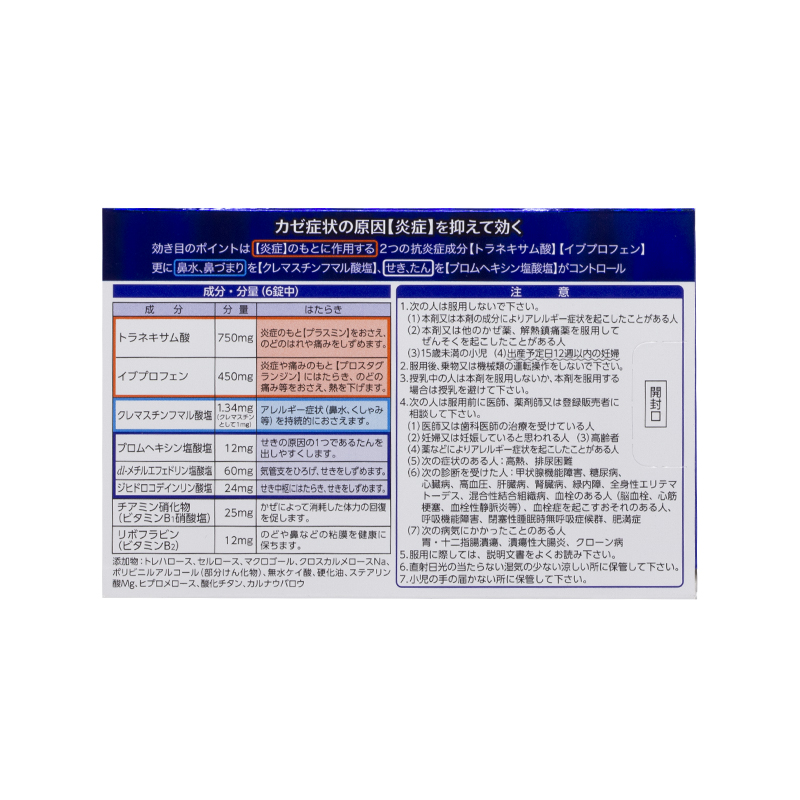 カゼ症状の原因【炎症】を抑えて効く
効き目のポイントは【炎症】のもとに作用する 2つの抗炎症成分【トラネキサム酸】【イブプロフェン】
更に 鼻水、鼻づまり を【クレマスチンフマル酸塩】、せき、たん を【ブロムヘキシン塩酸塩】がコントロール
成分・分量(6錠中)
成 分 分 量 はたらき
トラネキサム酸 750mg 炎症のもと【プラスミン】をおさえ、
のどのはれや痛みをしずめます。
イブプロフェン 450mg 炎症や痛みのもと【プロスタグ
ランジン】にはたらき、のどの
痛み等をおさえ、熱を下げます。
クレマスチンフマル酸塩 1.34mg (クレマスチンとして1mg) アレルギー症状(鼻水、くしゃみ
等)を持続的におさえます。
ブロムヘキシン塩酸塩 12mg せきの原因の1つであるたんを
出しやすくします。
dl-メチルエフェドリン塩酸塩 60mg 気管支をひろげ、せきをしずめます。
ジヒドロコデインリン酸塩 24mg せき中枢にはたらき、せきをしずめます。
チアミン硝化物
(ビタミンB1硝酸塩) 25mg かぜによって消耗した体力の回復
を促します。
リボフラビン
(ビタミンB2) 12mg のどや鼻などの粘膜を健康に
保ちます。
添加物:トレハロース、セルロース、マクロゴール、クロスカルメロースNa、
ポリビニルアルコール(部分けん化物)、無水ケイ酸、硬化油、ステアリン
酸Mg、ヒプロメロース、酸化チタン、カルナウバロウ
注 意
1.次の人は服用しないで下さい。
(1)本剤又は本剤の成分によりアレルギー症状を起こしたことがある人
(2)本剤又は他のかぜ薬、解熱鎮痛薬を服用して
ぜんそくを起こしたことがある人
(3)15歳未満の小児 (4)出産予定日12週以内の妊婦
2.服用後、乗物又は機械類の運転操作をしないで下さい。
3.授乳中の人は本剤を服用しないか、本剤を服用する
場合は授乳を避けて下さい。
4.次の人は服用前に医師、薬剤師又は登録販売者に
相談して下さい。
(1)医師又は歯科医師の治療を受けている人
(2)妊婦又は妊娠していると思われる人 (3)高齢者
(4)薬などによりアレルギー症状を起こしたことがある人
(5)次の症状のある人:高熱、排尿困難
(6)次の診断を受けた人:甲状腺機能障害、糖尿病、
心臓病、高血圧、肝臓病、腎臓病、緑内障、全身性エリテマ
トーデス、混合性結合組織病、血栓のある人(脳血栓、心筋
梗塞、血栓性静脈炎等)、血栓症を起こすおそれのある人、
呼吸機能障害、閉塞性睡眠時無呼吸症候群、肥満症
(7)次の病気にかかったことのある人
胃・十二指腸潰瘍、潰瘍性大腸炎、クローン病
5.服用に際しては、説明文書をよくお読み下さい。
6.直射日光の当たらない湿気の少ない涼しい所に保管して下さい。
7.小児の手の届かない所に保管して下さい。
開封口